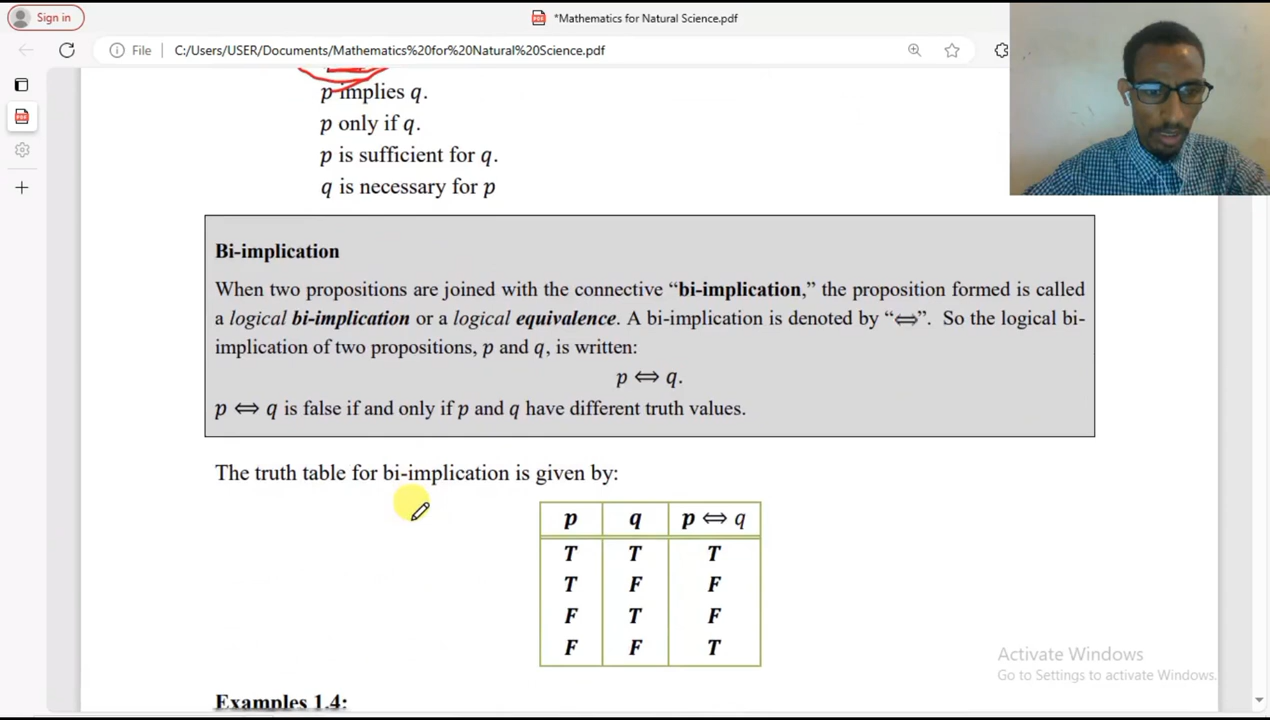 Sign in
*Mathematics for Natural Science.pdf
File
C:/Users/USER/Documents/Mathematics%20for%20Natural%20Science.pdf
p implies q.
p only if q.
p is sufficient for q.
q is necessary for p
Bi-implication
When two propositions are joined with the connective “bi-implication,” the proposition formed is called
a logical bi-implication or a logical equivalence. A bi-implication is denoted by “⇔”. So the logical bi-
implication of two propositions, p and q, is written:
p ⇔ q.
p ⇔ q is false if and only if p and q have different truth values.
The truth table for bi-implication is given by:
p q p ⇔ q
T T T
T F F
F T F
F F T
Activate Windows
Go to Settings to activate Windows.
Examples 1.4: